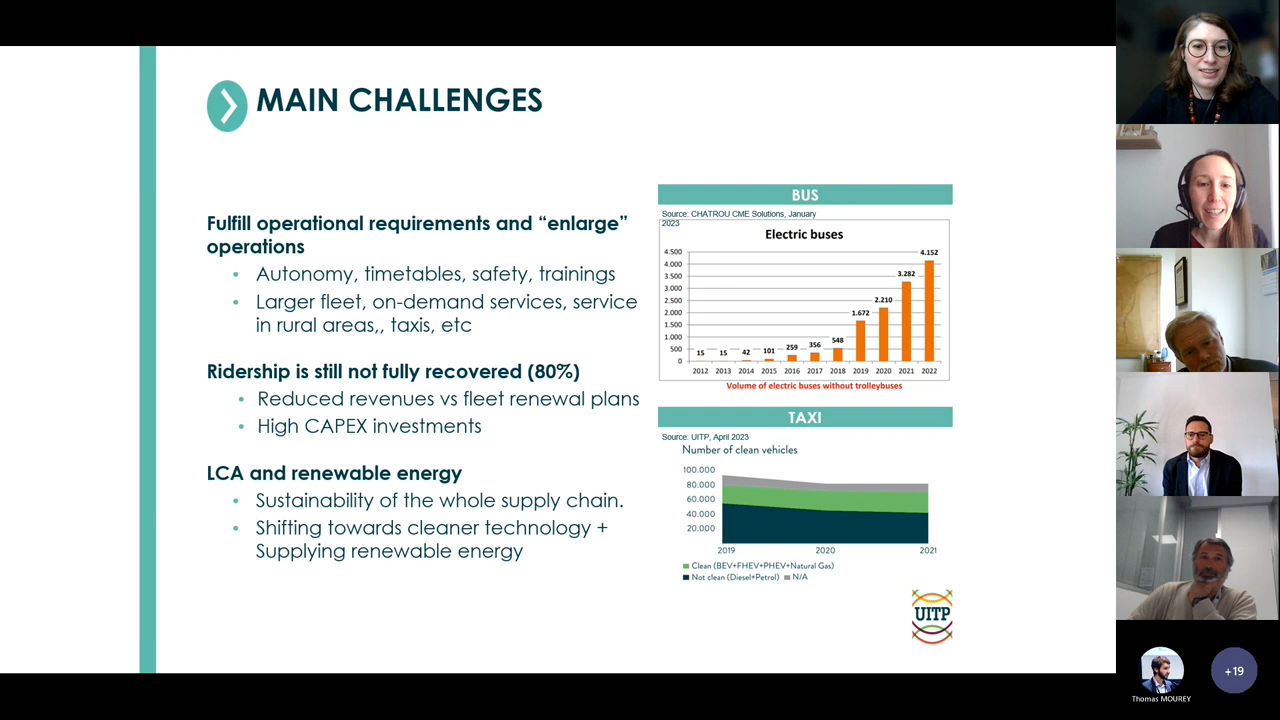 MAIN CHALLENGES
Fulfill operational requirements and “enlarge”
operations
• Autonomy, timetables, safety, trainings
• Larger fleet, on-demand services, service
in rural areas,, taxis, etc
Ridership is still not fully recovered (80%)
• Reduced revenues vs fleet renewal plans
• High CAPEX investments
LCA and renewable energy
• Sustainability of the whole supply chain.
• Shifting towards cleaner technology +
Supplying renewable energy
BUS
Source: CHATROU CME Solutions, January
2023
Electric buses
4.500
4.000
3.500
3.000
2.500
2.000
1.500
1.000
500
0
15 15 42 101 259 356 548 1.672 2.210 3.282 4.152
2012 2013 2014 2015 2016 2017 2018 2019 2020 2021 2022
Volume of electric buses without trolleybuses
TAXI
Source: UITP, April 2023
Number of clean vehicles
100.000
80.000
60.000
40.000
20.000
2019 2020 2021
Clean (BEV+FHEV+PHEV+Natural Gas)
Not clean (Diesel+Petrol) N/A
UITP
Thomas MOUREY
+19